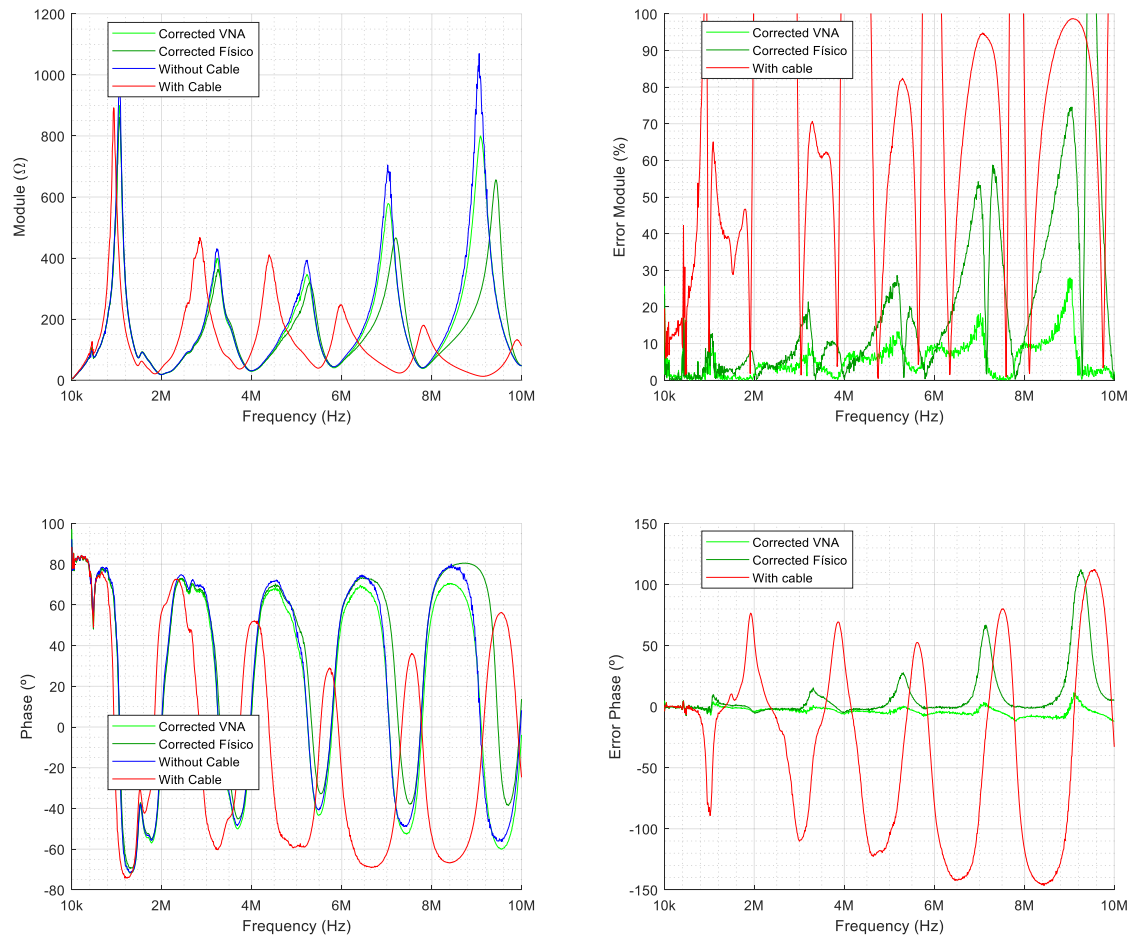 1200
1000
800
600
400
200
0
Module (Ω)
Corrected VNA
Corrected Físico
Without Cable
With Cable
10k 2M 4M 6M 8M 10M
Frequency (Hz)
100
90
80
70
60
50
40
30
20
10
0
Error Module (%)
Corrected VNA
Corrected Físico
With cable
10k 2M 4M 6M 8M 10M
Frequency (Hz)
100
80
60
40
20
0
-20
-40
-60
-80
Phase (º)
Corrected VNA
Corrected Físico
Without Cable
With Cable
10k 2M 4M 6M 8M 10M
Frequency (Hz)
150
100
50
0
-50
-100
-150
Error Phase (º)
Corrected VNA
Corrected Físico
With cable
10k 2M 4M 6M 8M 10M
Frequency (Hz)